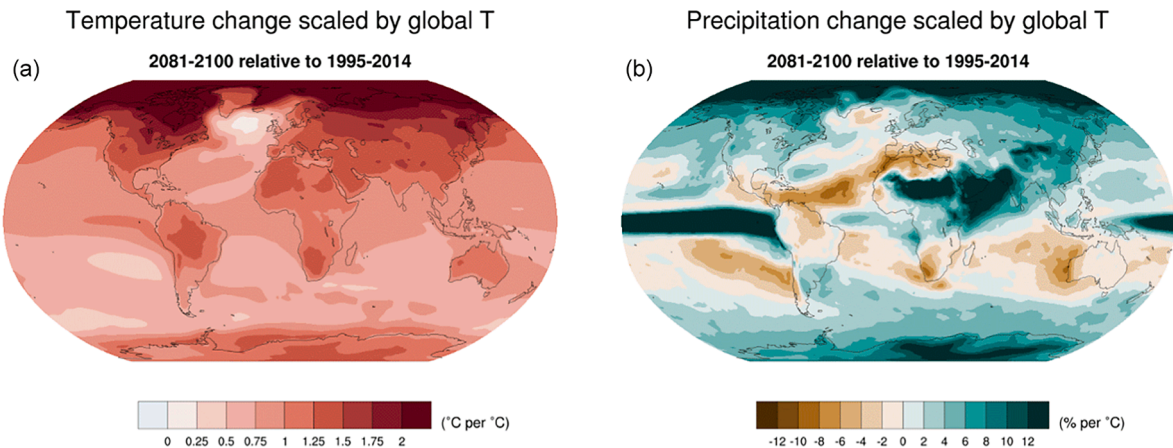 Temperature change scaled by global T
2081-2100 relative to 1995-2014
(a)
0 0.25 0.5 0.75 1 1.25 1.5 1.75 2
(˚C per ˚C)
Precipitation change scaled by global T
2081-2100 relative to 1995-2014
(b)
-12 -10 -8 -6 -4 -2 0 2 4 6 8 10 12
(% per ˚C)